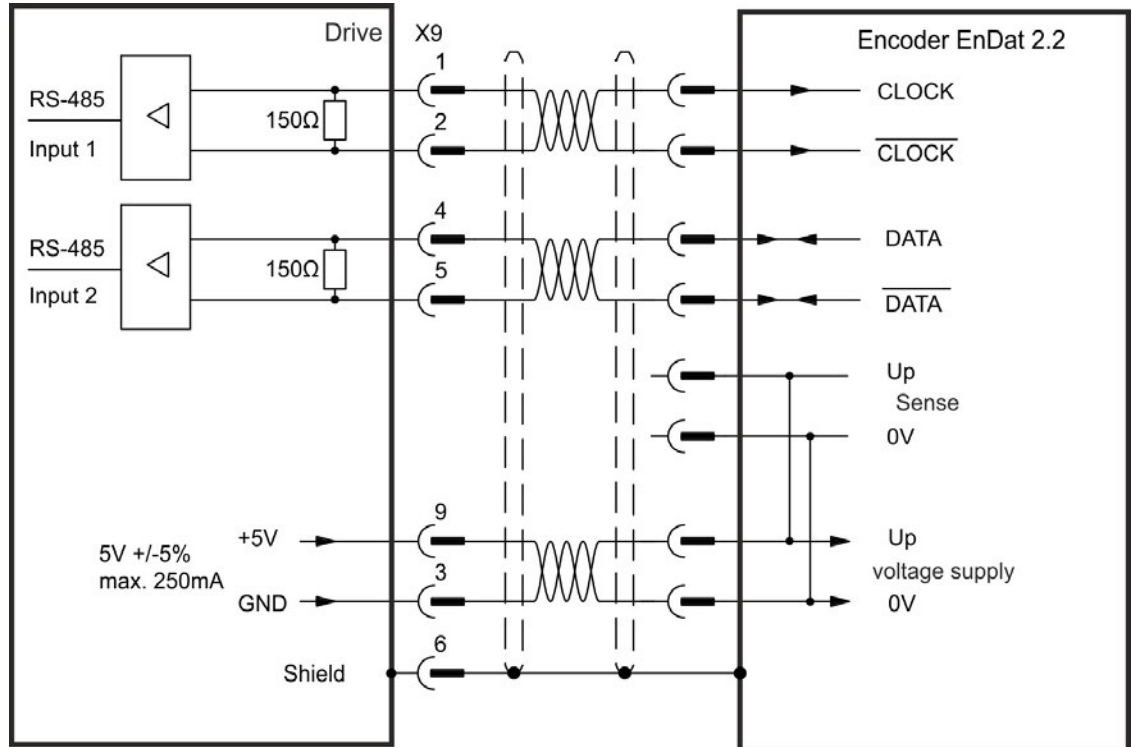 Drive
X9
Encoder EnDat 2.2
RS-485
Input 1
150Ω
1
2
CLOCK
CLOCK
RS-485
Input 2
150Ω
4
5
DATA
DATA
Up
Sense
0V
5V +/-5%
max. 250mA
+5V
GND
9
3
Up
voltage supply
0V
Shield
6